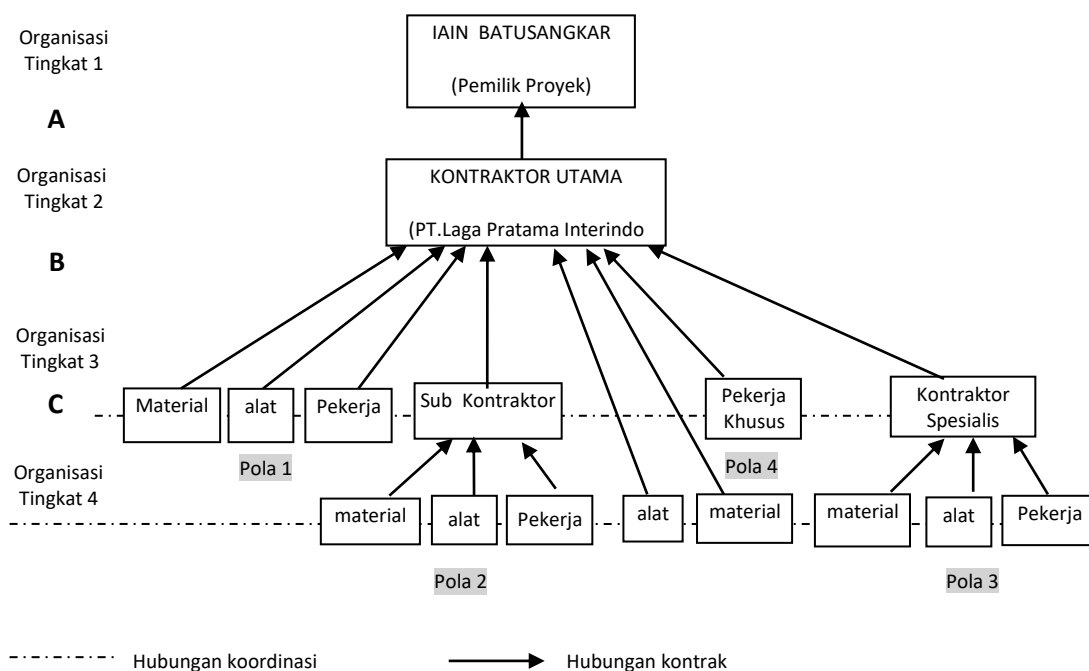 Organisasi
Tingkat 1
IAIN BATUSANGKAR
(Pemilik Proyek)
A
Organisasi
Tingkat 2
KONTRAKTOR UTAMA
(PT.Laga Pratama Interindo
B
Organisasi
Tingkat 3
C
Material
alat
Pekerja
Sub Kontraktor
Pekerja
Khusus
Kontraktor
Spesialis
Pola 1
Pola 4
Organisasi
Tingkat 4
material
alat
Pekerja
alat
material
material
alat
Pekerja
Pola 2
Pola 3
Hubungan koordinasi
Hubungan kontrak